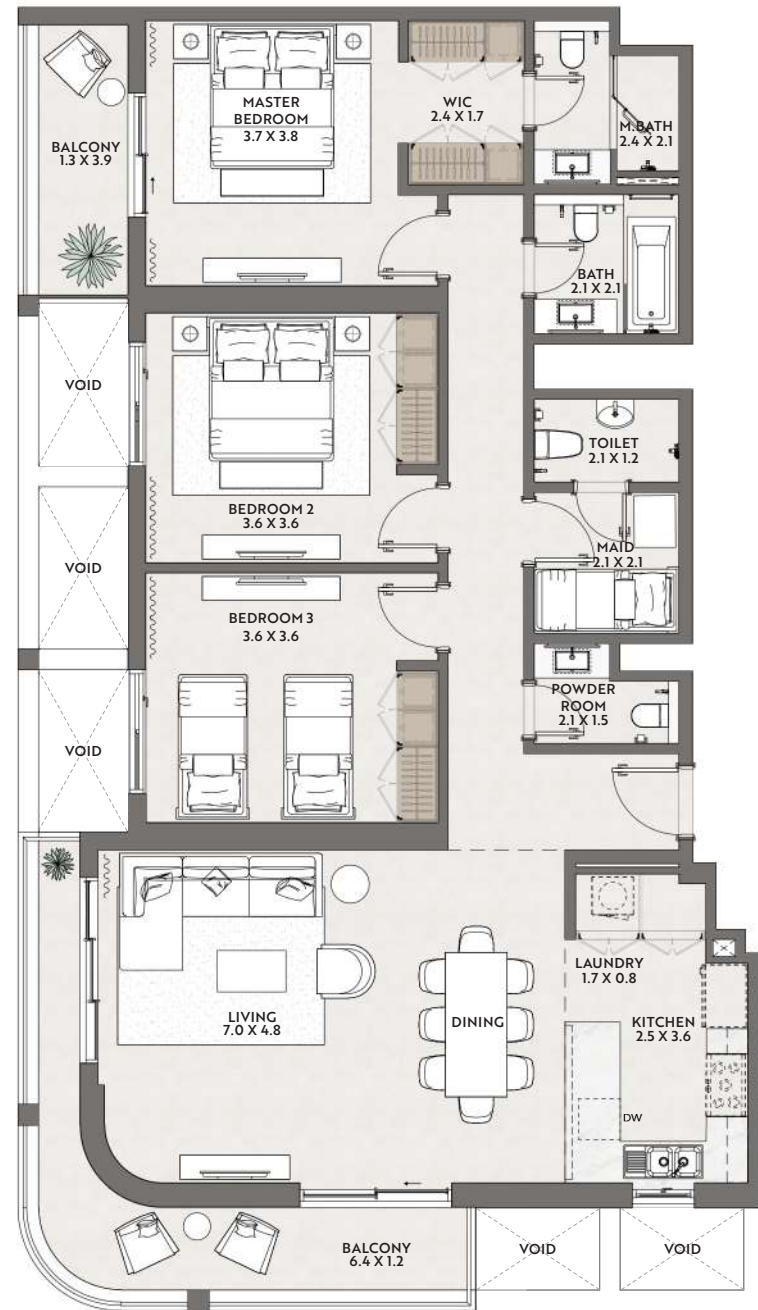 MASTER
BEDROOM
3.7 X 3.8
WIC
2.4 X 1.7
M.BATH
2.4 X 2.1
BALCONY
1.3 X 3.9
BATH
2.1 X 2.1
VOID
TOILET
2.1 X 1.2
BEDROOM 2
3.6 X 3.6
MAID
2.1 X 2.1
VOID
BEDROOM 3
3.6 X 3.6
POWDER
ROOM
2.1 X 1.5
VOID
LAUNDRY
1.7 X 0.8
LIVING
7.0 X 4.8
DINING
KITCHEN
2.5 X 3.6
DW
BALCONY
6.4 X 1.2
VOID
VOID